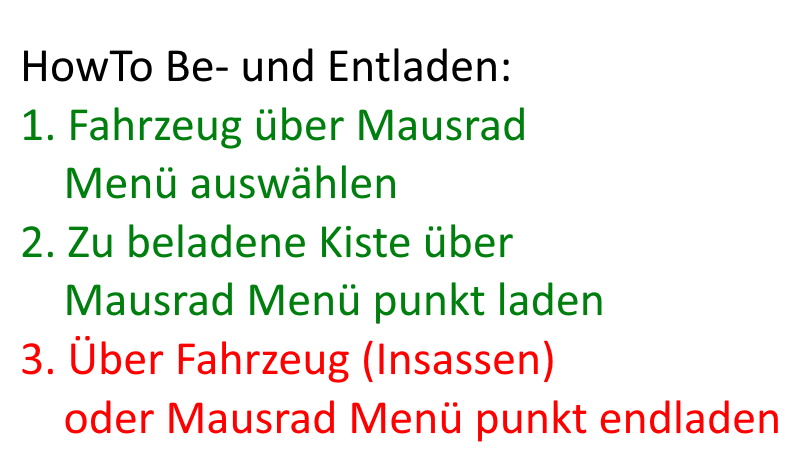 HowTo Be- und Entladen:
1. Fahrzeug über Mausrad
Menü auswählen
2. Zu beladene Kiste über
Mausrad Menü punkt laden
3. Über Fahrzeug (Insassen)
oder Mausrad Menü punkt endladen